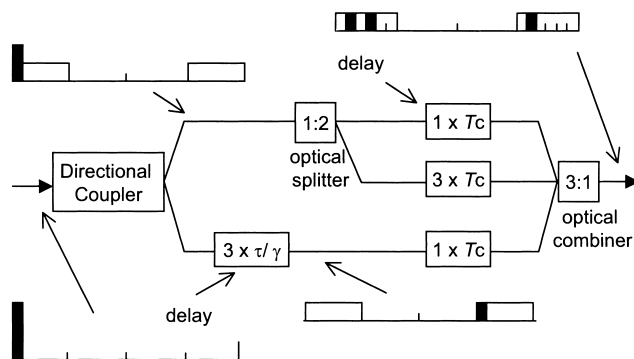 delay
1:2
optical
splitter
1 x Tc
Directional
Coupler
3 x Tc
3:1
optical
combiner
3 x τ/ γ
1 x Tc
delay